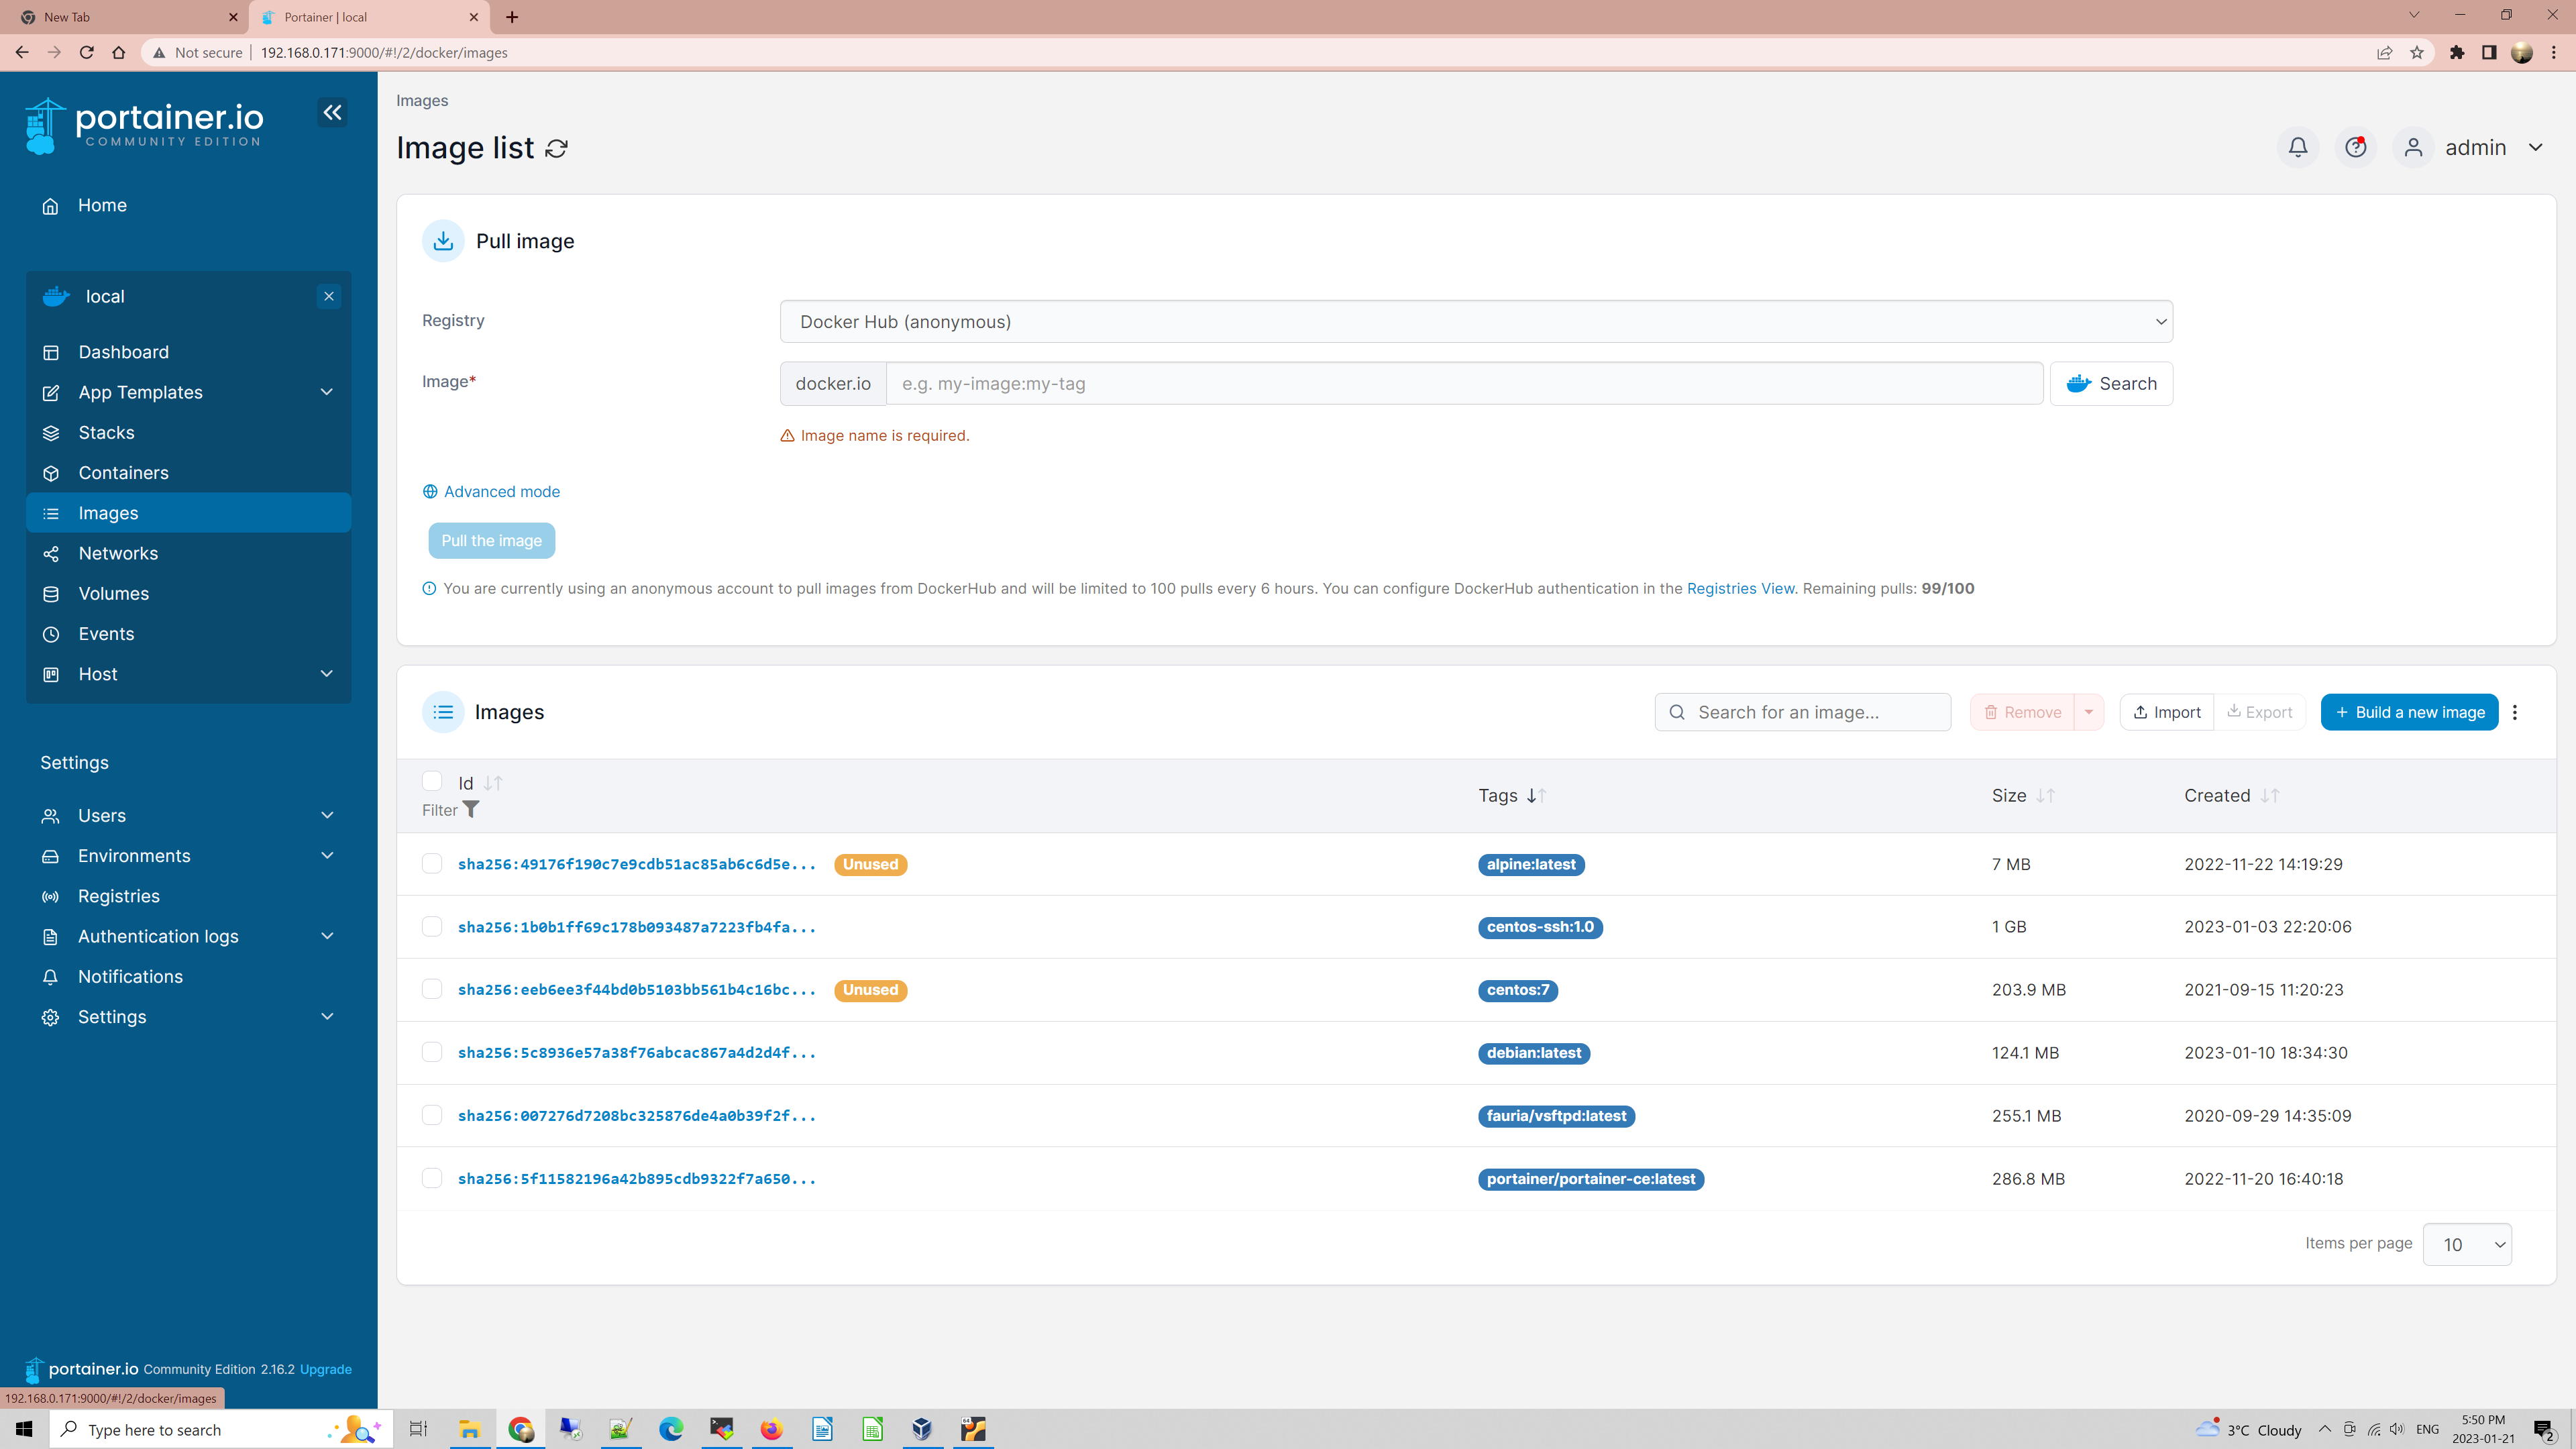 New Tab
Portainer | local
Not secure
192.168.0.171:9000/#!/2/docker/images
portainer.io
COMMUNITY EDITION
Home
local
Dashboard
App Templates
Stacks
Containers
Images
Networks
Volumes
Events
Host
Settings
Users
Environments
Registries
Authentication logs
Notifications
Settings
portainer.io Community Edition 2.16.2 Upgrade
192.168.0.171:9000/#!/2/docker/images
Images
Image list
admin
Pull image
Registry
Docker Hub (anonymous)
Image*
docker.io
e.g. my-image:my-tag
Search
Image name is required.
Advanced mode
Pull the image
You are currently using an anonymous account to pull images from DockerHub and will be limited to 100 pulls every 6 hours. You can configure DockerHub authentication in the Registries View. Remaining pulls: 99/100
Images
Search for an image...
Remove
Import
Export
Build a new image
Id Tags Size Created
Filter
sha256:49176f190c7e9cdb51ac85ab6c6d5e... Unused alpine:latest 7 MB 2022-11-22 14:19:29
sha256:1b0b1ff69c178b093487a7223fb4fa... centos-ssh:1.0 1 GB 2023-01-03 22:20:06
sha256:eeb6ee3f44bd0b5103bb561b4c16bc... Unused centos:7 203.9 MB 2021-09-15 11:20:23
sha256:5c8936e57a38f76abcac867a4d2d4f... debian:latest 124.1 MB 2023-01-10 18:34:30
sha256:007276d7208bc325876de4a0b39f2f... fauria/vsftpd:latest 255.1 MB 2020-09-29 14:35:09
sha256:5f11582196a42b895cdb9322f7a650... portainer/portainer-ce:latest 286.8 MB 2022-11-20 16:40:18
Items per page 10
Type here to search
3°C Cloudy
ENG
5:50 PM
2023-01-21
2